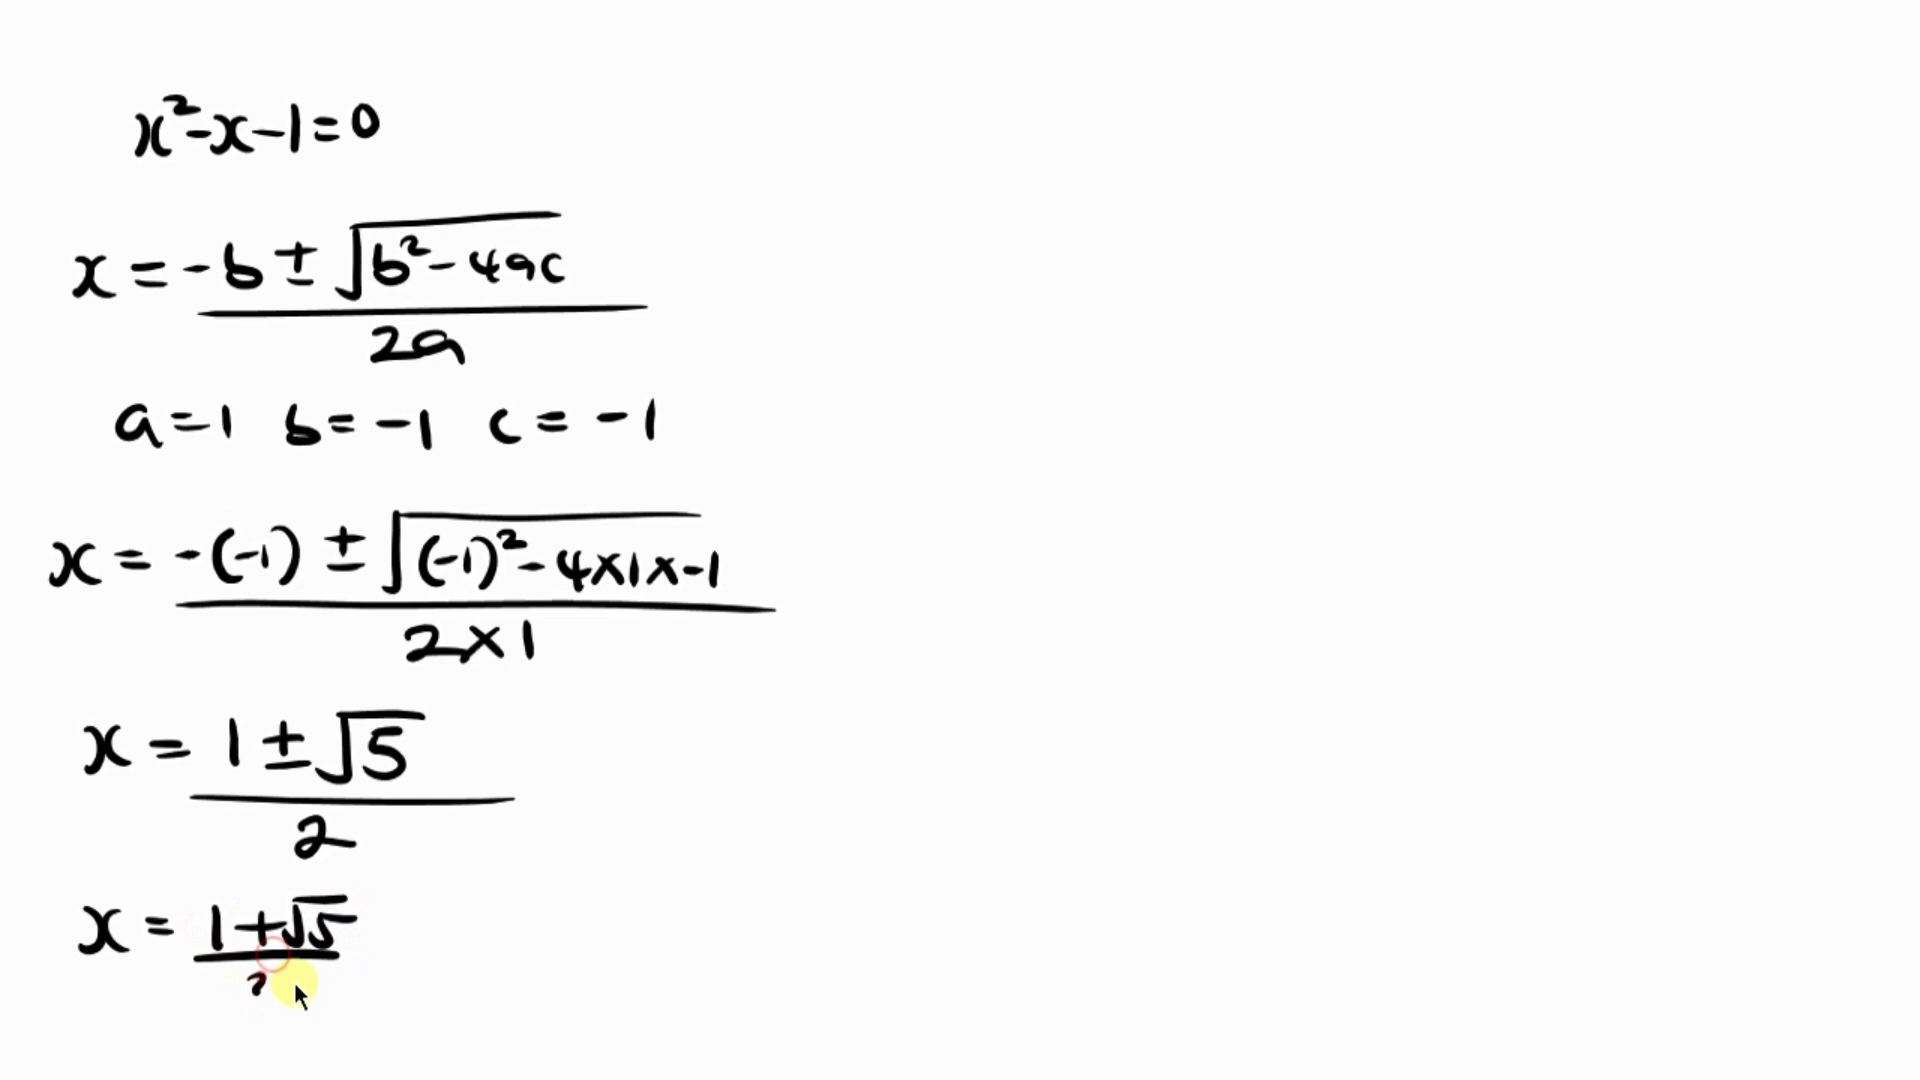 x²-x-1=0
x = -b ± √(b²-4ac)
2a
a=1 b=-1 c=-1
x = -(-1) ± √((-1)²-4×1×-1)
2×1
x = 1±√5
2
x = 1+√5